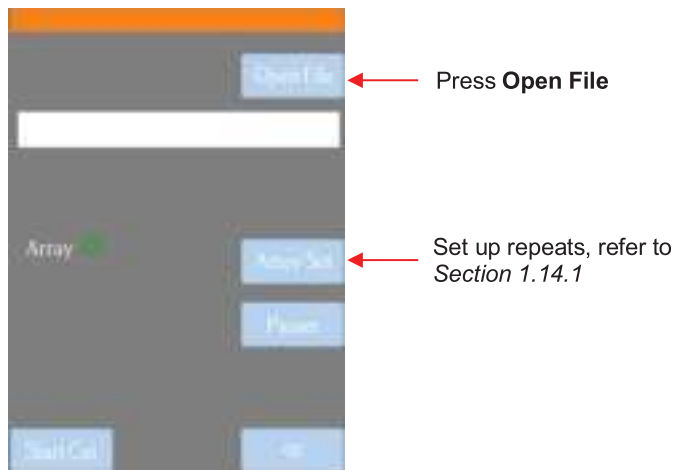 Open File
Press Open File
Array
Array Set
Set up repeats, refer to
Section 1.14.1
Start Cut